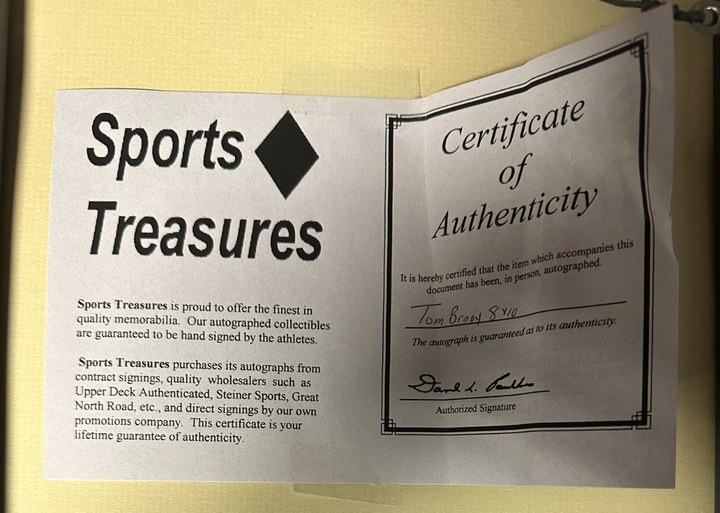 Sports
Treasures
Sports Treasures is proud to offer the finest in
quality memorabilia. Our autographed collectibles
are guaranteed to be hand signed by the athletes.
Sports Treasures purchases its autographs from
contract signings, quality wholesalers such as
Upper Deck Authenticated, Steiner Sports, Great
North Road, etc., and direct signings by our own
promotions company. This certificate is your
lifetime guarantee of authenticity.
Certificate
of
Authenticity
It is hereby certified that the item which accompanies this
document has been, in person, autographed.
Tom Brady 8x10
The autograph is guaranteed as to its authenticity.
Authorized Signature